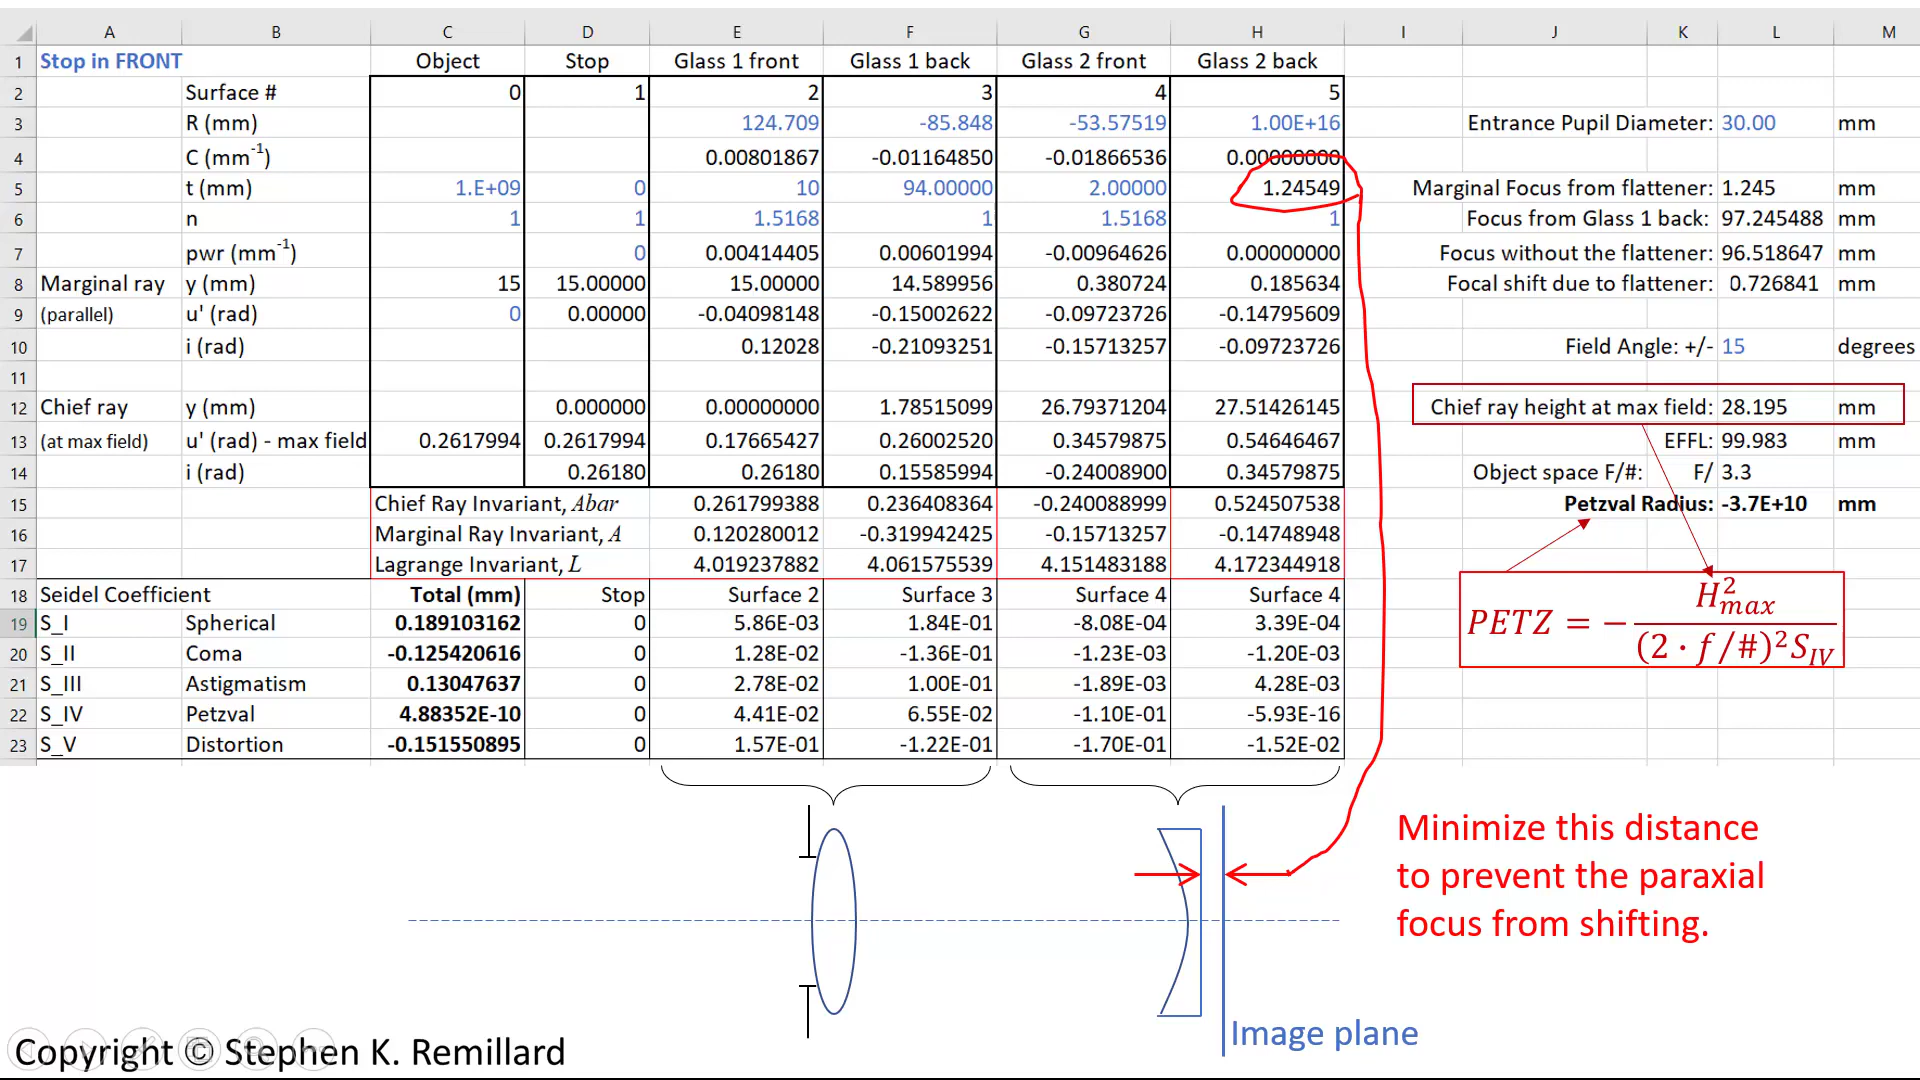 A B C D E F G H I J K L M
1 Stop in FRONT Object Stop Glass 1 front Glass 1 back Glass 2 front Glass 2 back
2 Surface # 0 1 2 3 4 5
3 R (mm) 124.709 -85.848 -53.57519 1.00E+16 Entrance Pupil Diameter: 30.00 mm
4 C (mm⁻¹) 0.00801867 -0.01164850 -0.01866536 0.00000000
5 t (mm) 1.E+09 0 10 94.00000 2.00000 1.24549 Marginal Focus from flattener: 1.245 mm
6 n 1 1 1.5168 1 1.5168 1 Focus from Glass 1 back: 97.245488 mm
7 pwr (mm⁻¹) 0 0.00414405 0.00601994 -0.00964626 0.00000000 Focus without the flattener: 96.518647 mm
8 Marginal ray y (mm) 15 15.00000 15.00000 14.589956 0.380724 0.185634 Focal shift due to flattener: 0.726841 mm
9 (parallel) u' (rad) 0 0.00000 -0.04098148 -0.15002622 -0.09723726 -0.14795609
10 i (rad) 0.12028 -0.21093251 -0.15713257 -0.09723726 Field Angle: +/- 15 degrees
11
12 Chief ray y (mm) 0.000000 0.00000000 1.78515099 26.79371204 27.51426145 Chief ray height at max field: 28.195 mm
13 (at max field) u' (rad) - max field 0.2617994 0.2617994 0.17665427 0.26002520 0.34579875 0.54646467 EFFL: 99.983 mm
14 i (rad) 0.26180 0.26180 0.15585994 -0.24008900 0.34579875 Object space F/#: F/ 3.3
15 Chief Ray Invariant, Abar 0.261799388 0.236408364 -0.240088999 0.524507538 Petzval Radius: -3.7E+10 mm
16 Marginal Ray Invariant, A 0.120280012 -0.319942425 -0.15713257 -0.14748948
17 Lagrange Invariant, L 4.019237882 4.061575539 4.151483188 4.172344918
18 Seidel Coefficient Total (mm) Stop Surface 2 Surface 3 Surface 4 Surface 4
19 S_I Spherical 0.189103162 0 5.86E-03 1.84E-01 -8.08E-04 3.39E-04
20 S_II Coma -0.125420616 0 1.28E-02 -1.36E-01 -1.23E-03 -1.20E-03
21 S_III Astigmatism 0.13047637 0 2.78E-02 1.00E-01 -1.89E-03 4.28E-03
22 S_IV Petzval 4.88352E-10 0 4.41E-02 6.55E-02 -1.10E-01 -5.93E-16
23 S_V Distortion -0.151550895 0 1.57E-01 -1.22E-01 -1.70E-01 -1.52E-02
PETZ = − H²max / (2 · f/#)²S_IV
Minimize this distance
to prevent the paraxial
focus from shifting.
Image plane
Copyright © Stephen K. Remillard